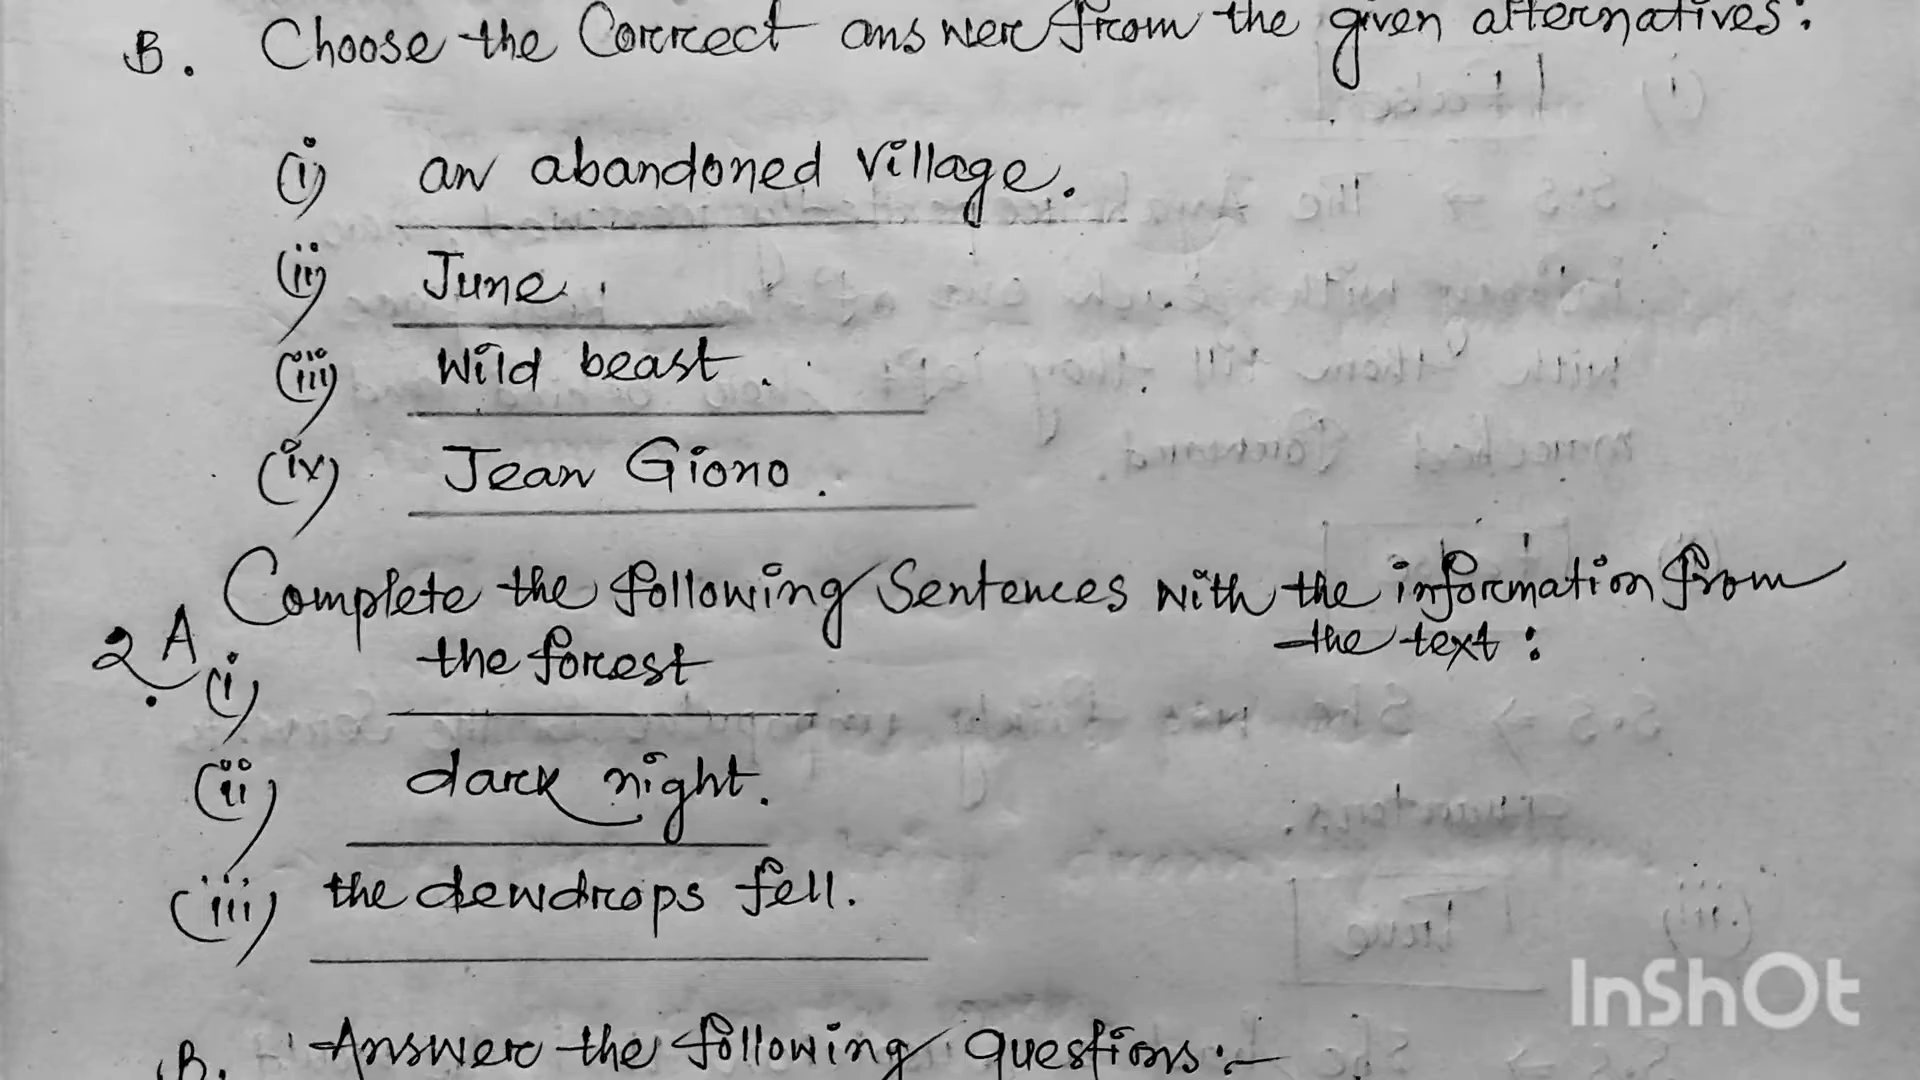 B. Choose the Correct answer from the given alternatives:
(i) an abandoned Village.
(ii) June.
(iii) Wild beast.
(iv) Jean Giono.
Complete the following Sentences with the information from
the text:
2.A
(i) the forest
(ii) dark night.
(iii) the dewdrops fell.
B. Answer the following questions:-
InShOt